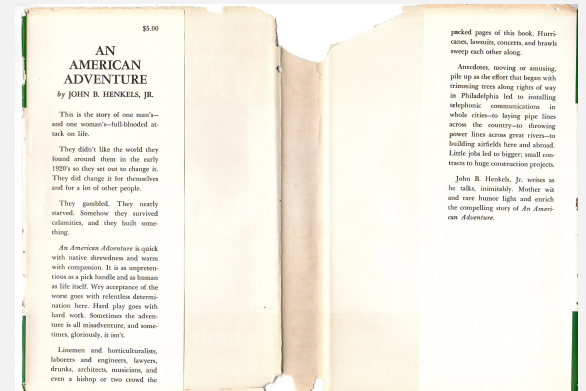 $5.00
AN
AMERICAN
ADVENTURE
by JOHN B. HENKELS, JR.
This is the story of one man's—
and one woman's—full-blooded at-
tack on life.
They didn't like the world they
found around them in the early
1920's so they set out to change it.
They did change it for themselves
and for a lot of other people.
They gambled. They nearly
starved. Somehow they survived
calamities, and they built some-
thing.
An American Adventure is quick
with native shrewdness and warm
with compassion. It is as unpreten-
tious as a pick handle and as human
as life itself. Wry acceptance of the
worst goes with relentless determi-
nation here. Hard play goes with
hard work. Sometimes the adven-
ture is all misadventure, and some-
times, gloriously, it isn't.
Linemen and horticulturalists,
laborers and engineers, lawyers,
drunks, architects, musicians, and
even a bishop or two crowd the
packed pages of this book. Hurri-
canes, lawsuits, concerts, and brawls
sweep each other along.
Anecdotes, moving or amusing,
pile up as the effort that began with
trimming trees along rights of way
in Philadelphia led to installing
telephonic communications in
whole cities—to laying pipe lines
across the country—to throwing
power lines across great rivers—to
building airfields here and abroad.
Little jobs led to bigger; small con-
tracts to huge construction projects.
John B. Henkels, Jr. writes as
he talks, inimitably. Mother wit
and rare humor light and enrich
the compelling story of An Ameri-
can Adventure.